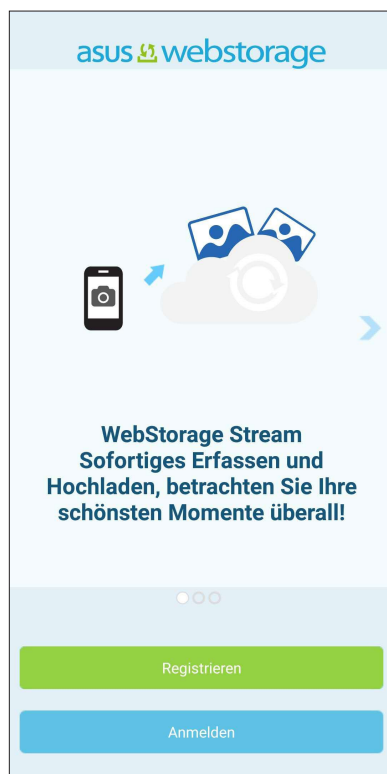 asus webstorage
WebStorage Stream
Sofortiges Erfassen und
Hochladen, betrachten Sie Ihre
schönsten Momente überall!
Registrieren
Anmelden